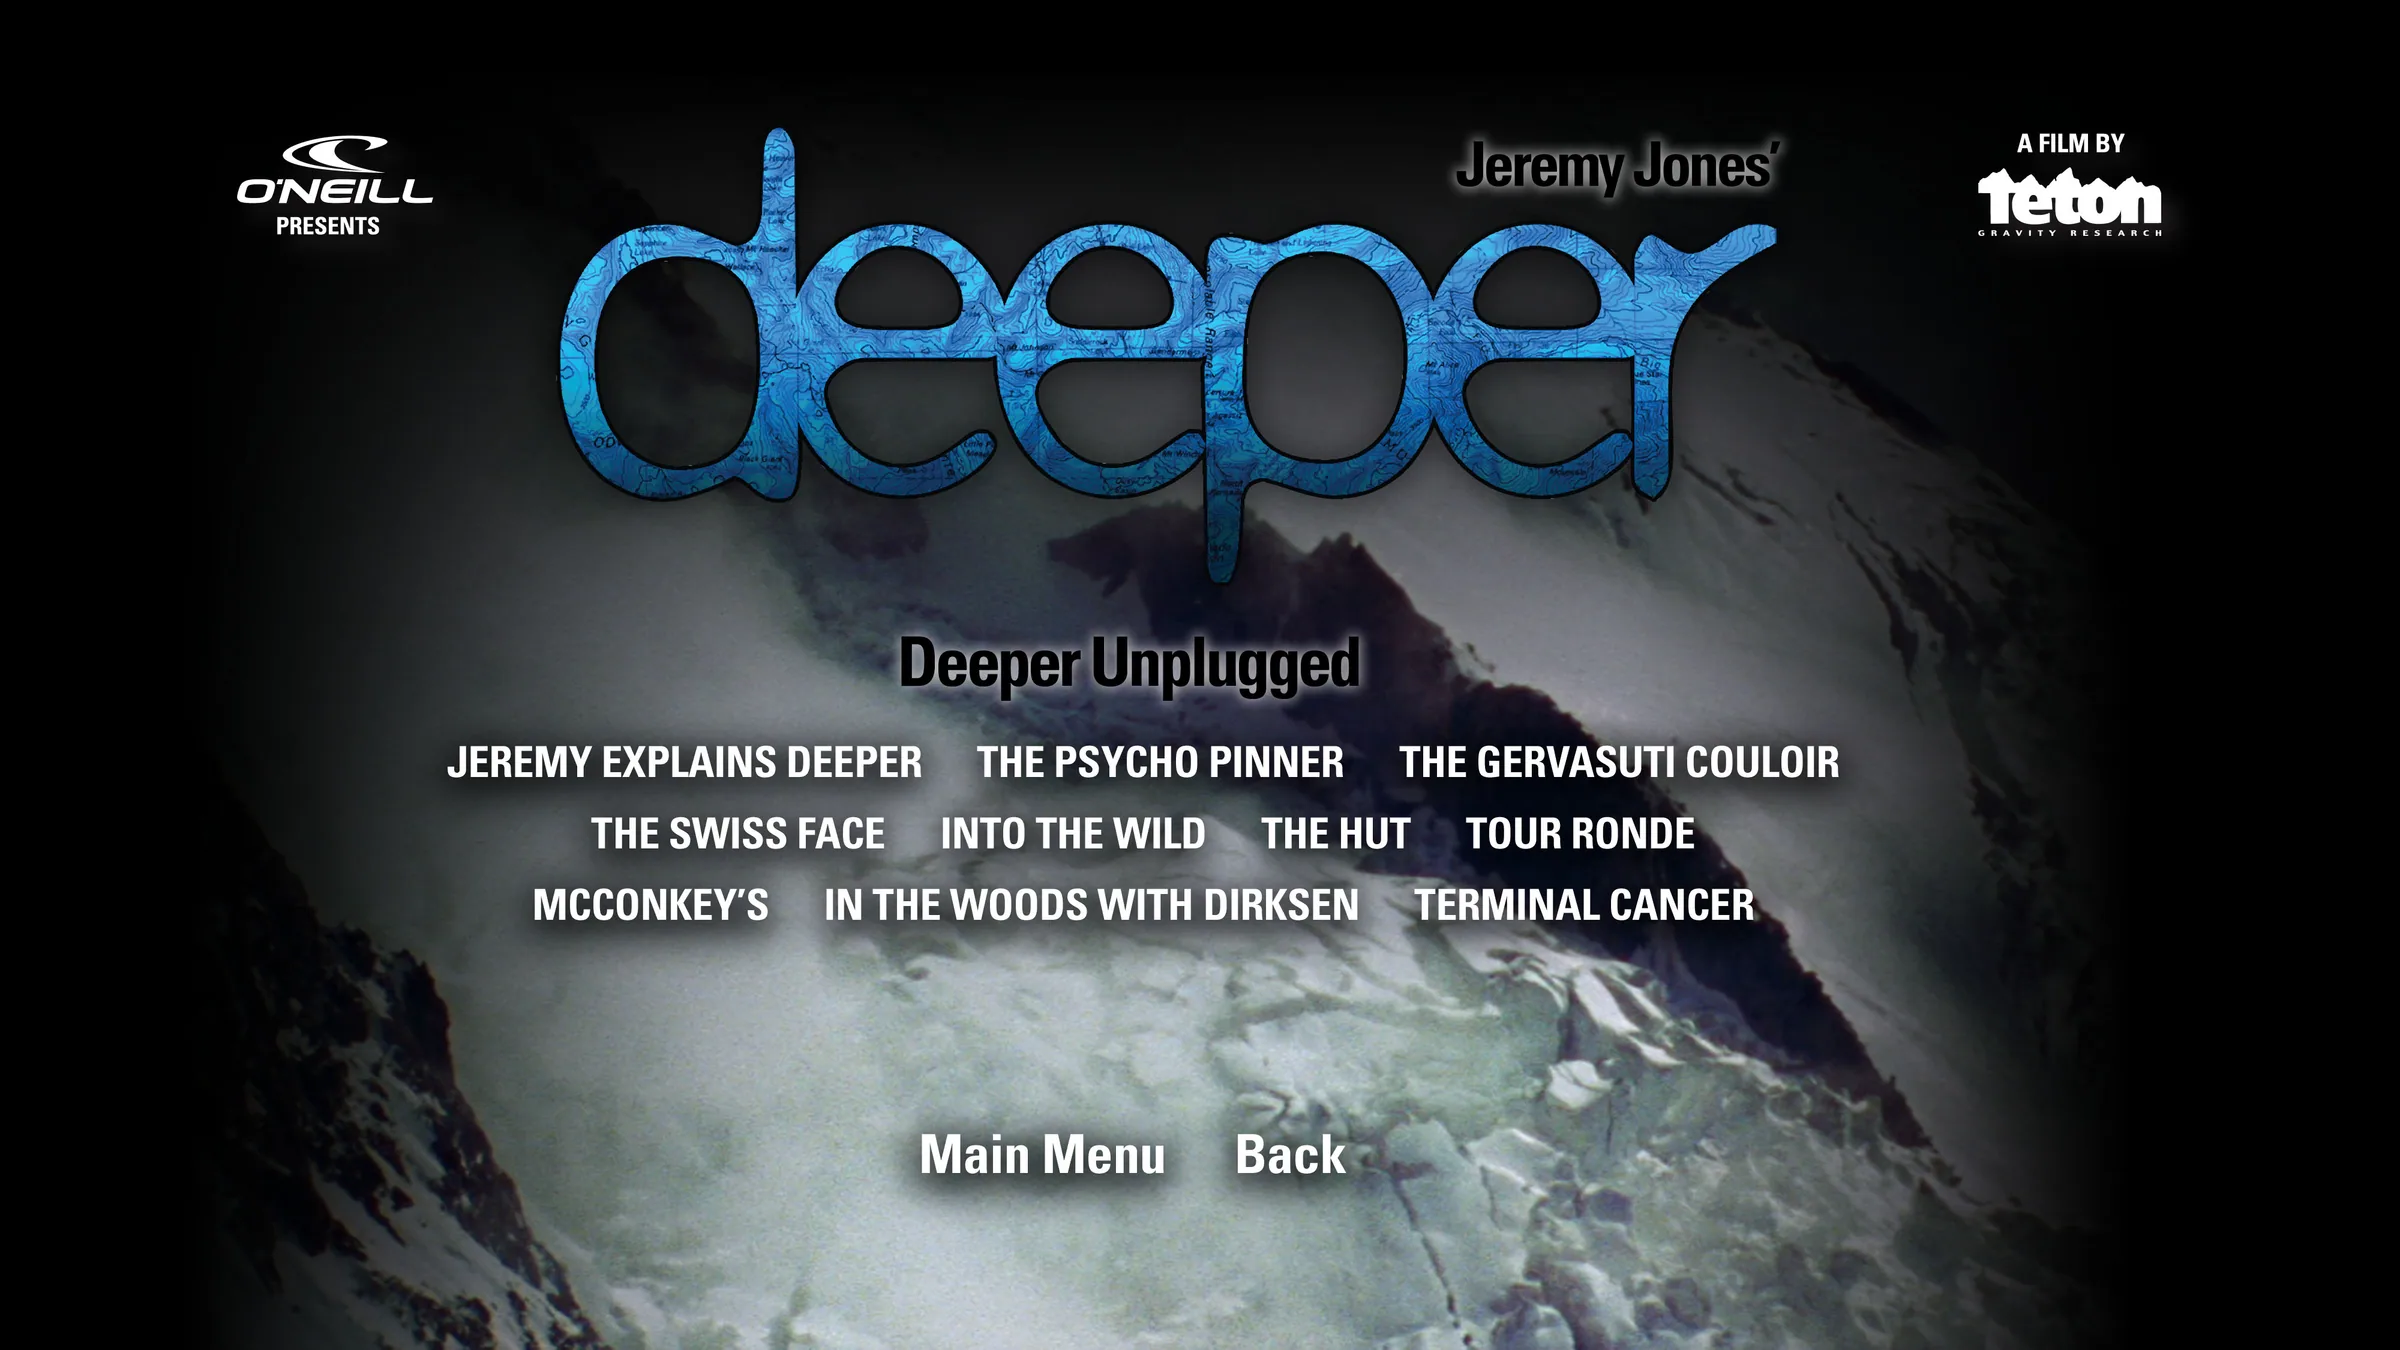 O'NEILL
PRESENTS
Jeremy Jones'
deeper
A FILM BY
TETON
GRAVITY RESEARCH
Deeper Unplugged
JEREMY EXPLAINS DEEPER THE PSYCHO PINNER THE GERVASUTI COULOIR
THE SWISS FACE INTO THE WILD THE HUT TOUR RONDE
MCCONKEY'S IN THE WOODS WITH DIRKSEN TERMINAL CANCER
Main Menu Back